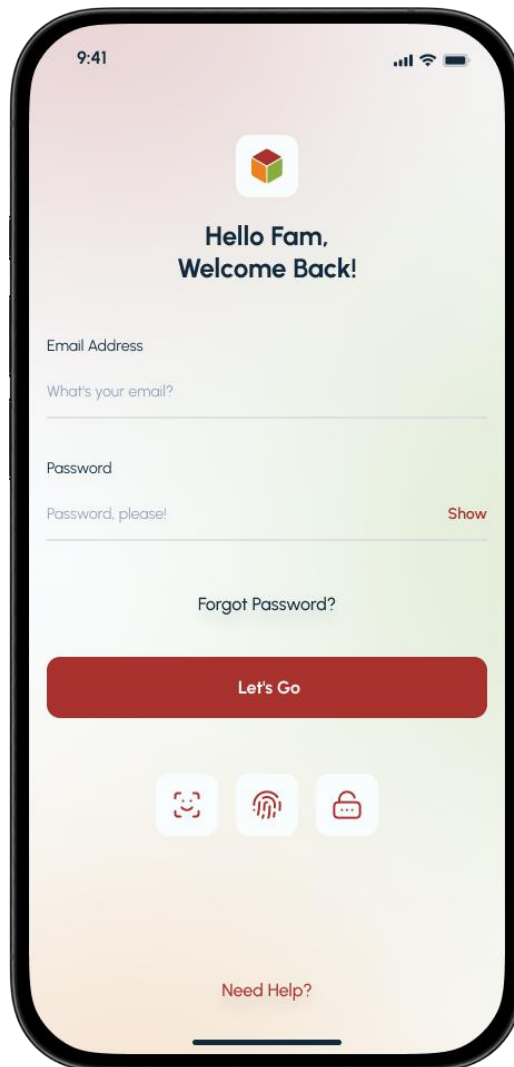 9:41
Hello Fam,
Welcome Back!
Email Address
What's your email?
Password
Password, please!
Show
Forgot Password?
Let's Go
Need Help?